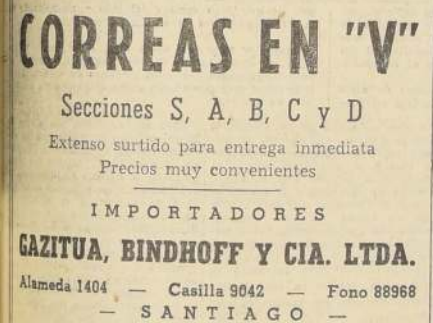 CORREAS EN "V"
Secciones S, A, B, C y D
Extenso surtido para entrega inmediata
Precios muy convenientes
IMPORTADORES
GAZITUA, BINDHOFF Y CIA. LTDA.
Alameda 1404 — Casilla 9042 — Fono 88968
— SANTIAGO —